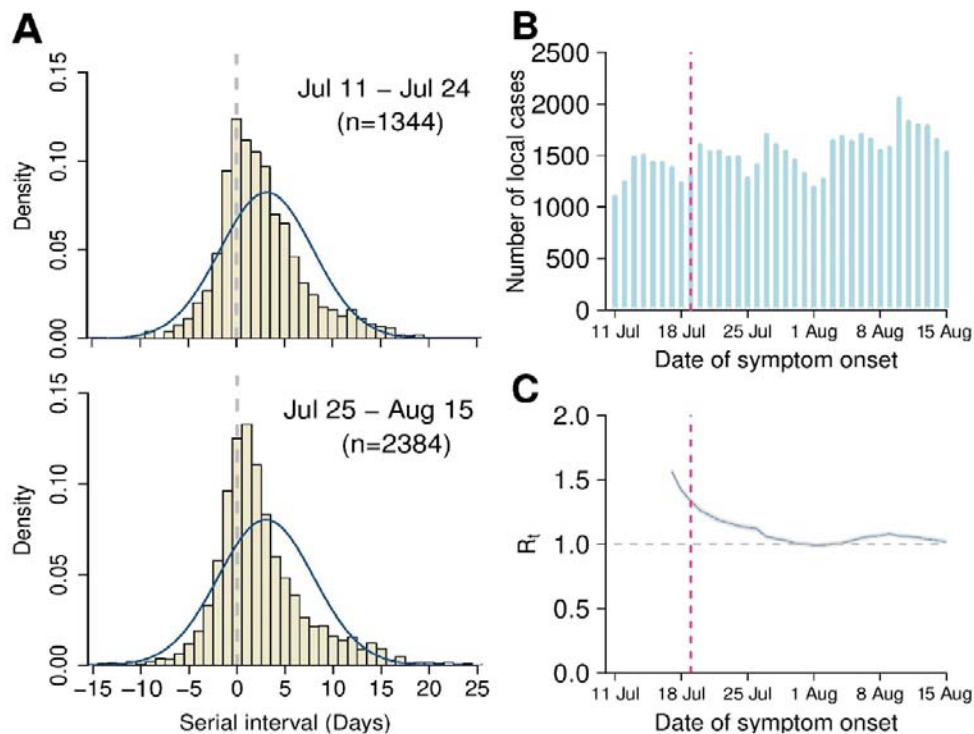 A
0.15
0.10
0.05
0.00
Density
Jul 11 – Jul 24
(n=1344)
0.15
0.10
0.05
0.00
Density
Jul 25 – Aug 15
(n=2384)
−15 −10 −5 0 5 10 15 20 25
Serial interval (Days)
B
2500
2000
1500
1000
500
0
Number of local cases
11 Jul 18 Jul 25 Jul 1 Aug 8 Aug 15 Aug
Date of symptom onset
C
2.0
1.5
1.0
0.5
0.0
Rt
11 Jul 18 Jul 25 Jul 1 Aug 8 Aug 15 Aug
Date of symptom onset